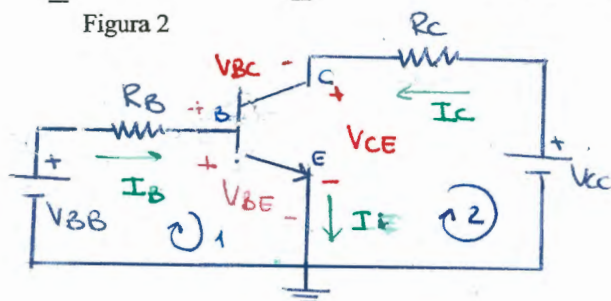 Figura 2
RC
VBC -
C
RB
+ B
+
IC
+
+
+ E
VCE
IB
VBE
-
VCC
VBB
-
IE
1
2